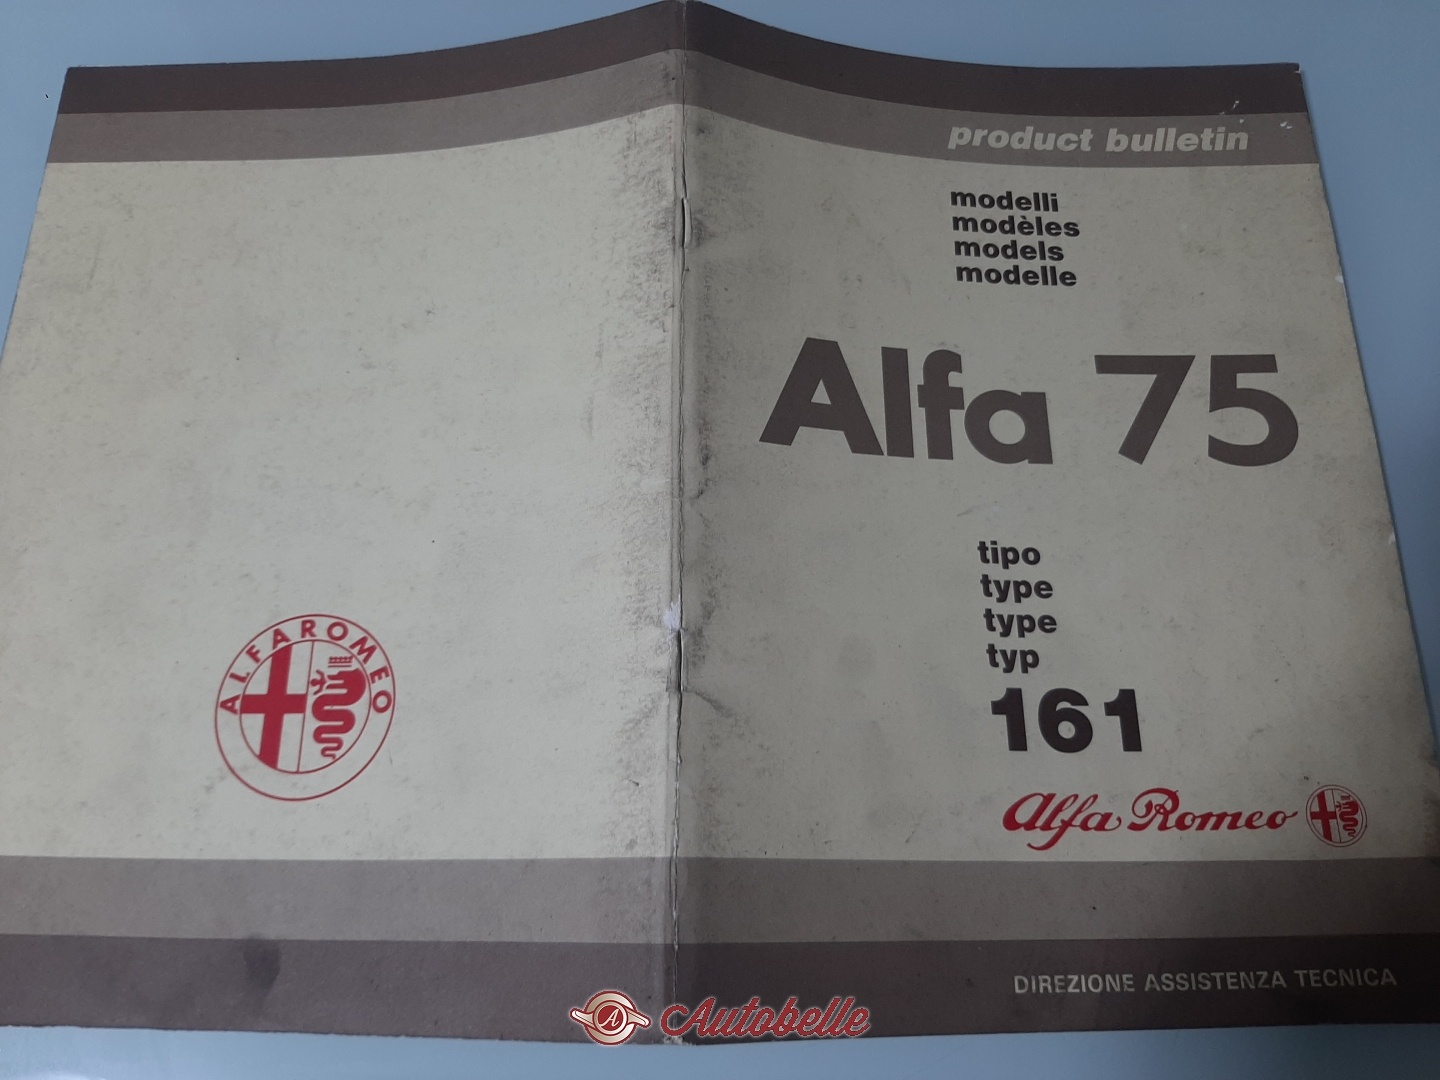 product bulletin
modelli
modèles
models
modelle
Alfa 75
tipo
type
type
typ
161
Alfa Romeo
ALFA ROMEO
DIREZIONE ASSISTENZA TECNICA
A Autobelle